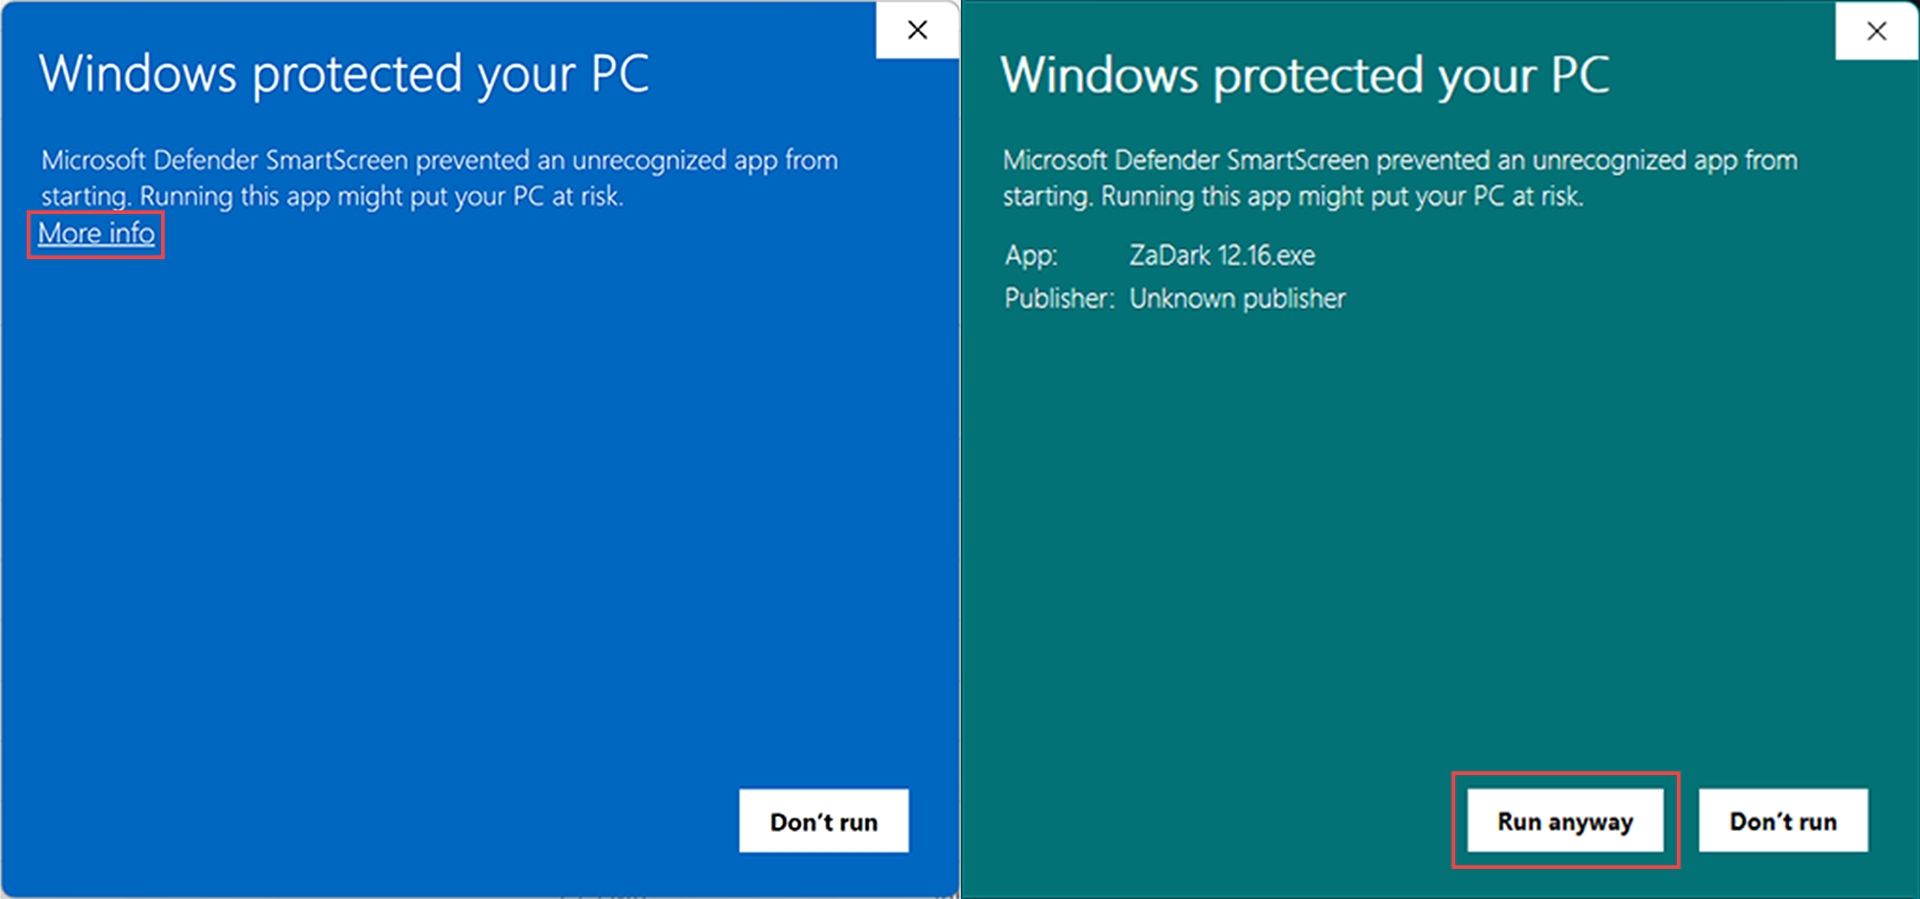 Windows protected your PC
Microsoft Defender SmartScreen prevented an unrecognized app from
starting. Running this app might put your PC at risk.
More info
Don't run
Windows protected your PC
Microsoft Defender SmartScreen prevented an unrecognized app from
starting. Running this app might put your PC at risk.
App: ZaDark 12.16.exe
Publisher: Unknown publisher
Run anyway Don't run